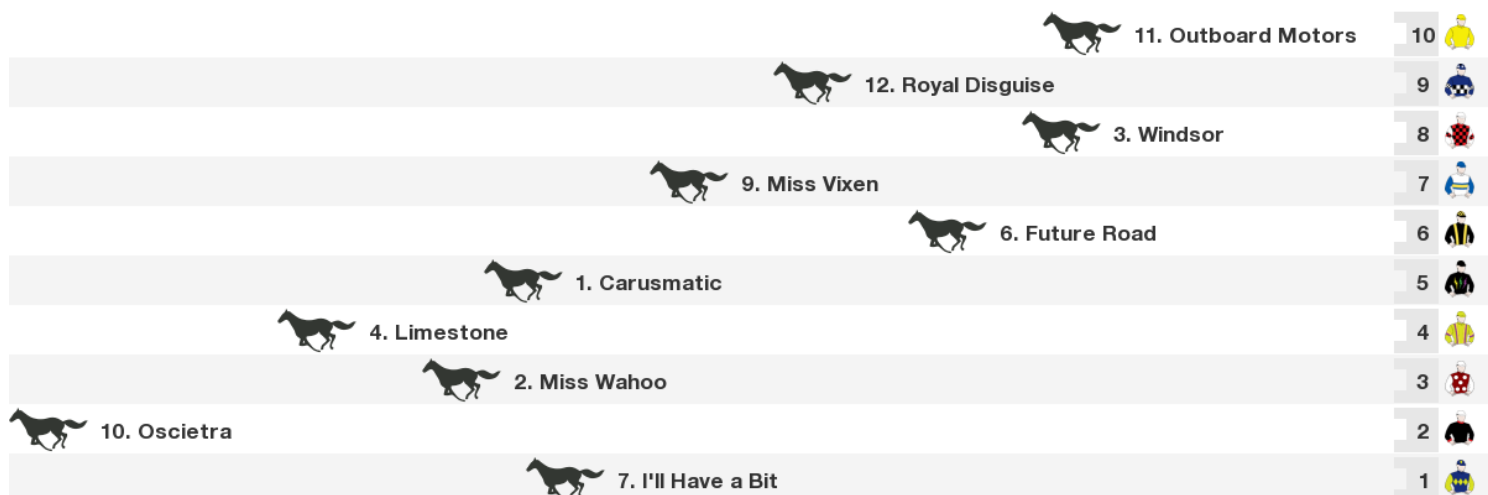 11. Outboard Motors 10
12. Royal Disguise 9
3. Windsor 8
9. Miss Vixen 7
6. Future Road 6
1. Carusmatic 5
4. Limestone 4
2. Miss Wahoo 3
10. Oscietra 2
7. I'll Have a Bit 1